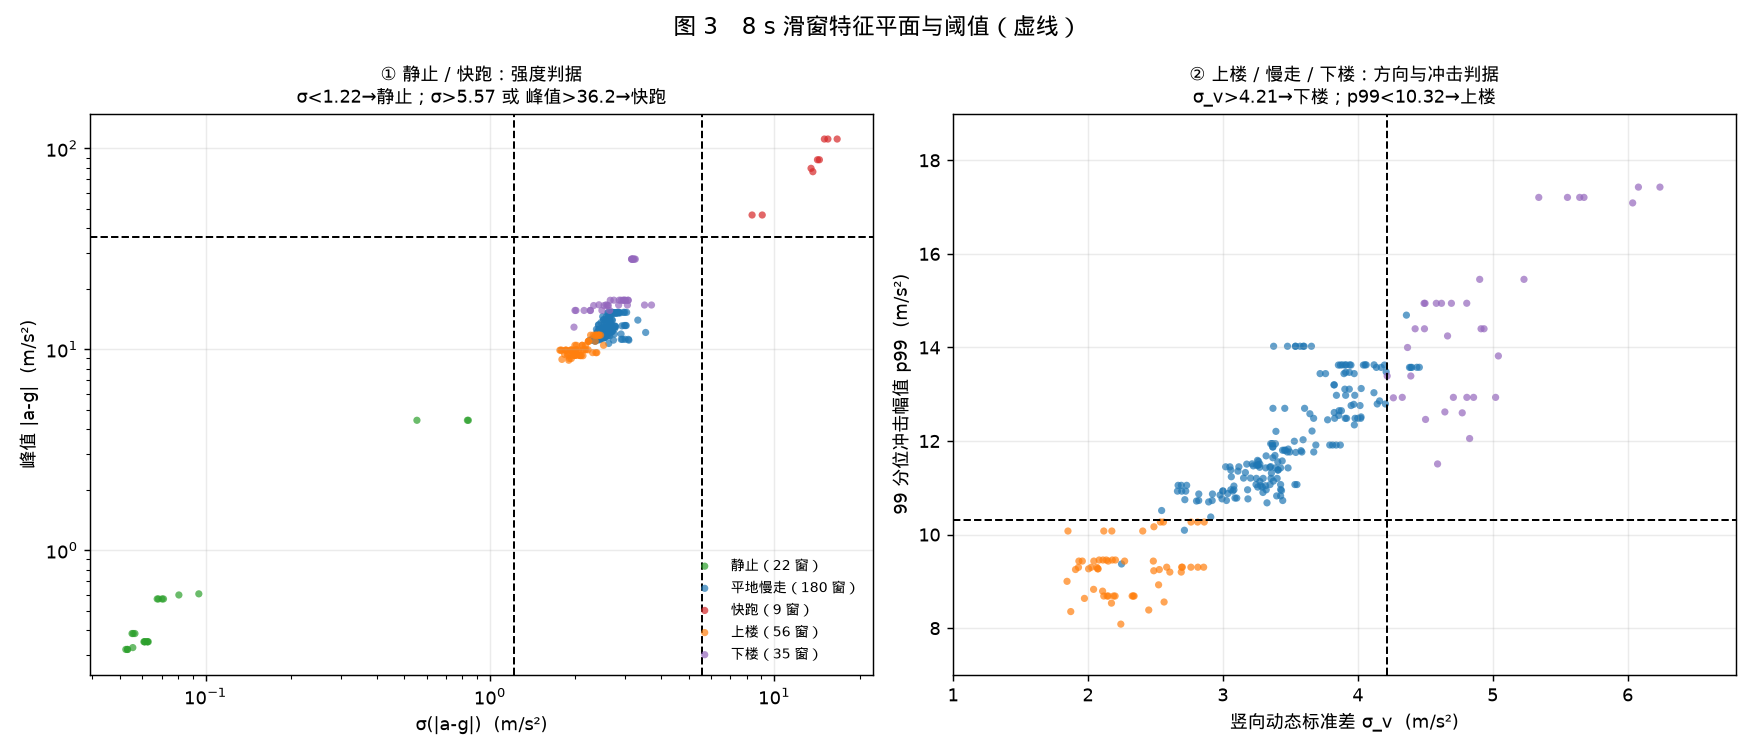 图 3 8 s 滑窗特征平面与阈值（虚线）
① 静止 / 快跑：强度判据
σ<1.22→静止；σ>5.57 或 峰值>36.2→快跑
10²
10¹
10⁰
峰值 |a-g| (m/s²)
静止（22 窗）
平地慢走（180 窗）
快跑（9 窗）
上楼（56 窗）
下楼（35 窗）
10⁻¹
10⁰
10¹
σ(|a-g|) (m/s²)
② 上楼 / 慢走 / 下楼：方向与冲击判据
σ_v>4.21→下楼；p99<10.32→上楼
18
16
14
12
10
8
99 分位冲击幅值 p99 (m/s²)
1
2
3
4
5
6
竖向动态标准差 σ_v (m/s²)